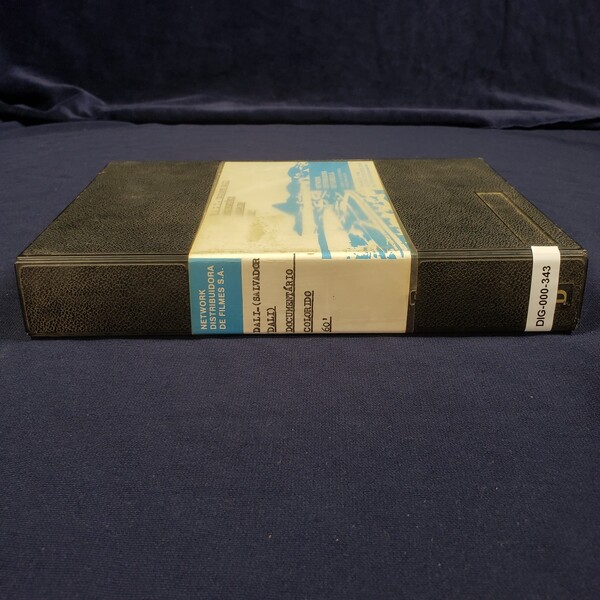 NETWORK
DISTRIBUIDORA
DE FILMES S.A.
DALI-(SALVADOR
DALI)
DOCUMENTÁRIO
COLORIDO
60'
DIG-000-343